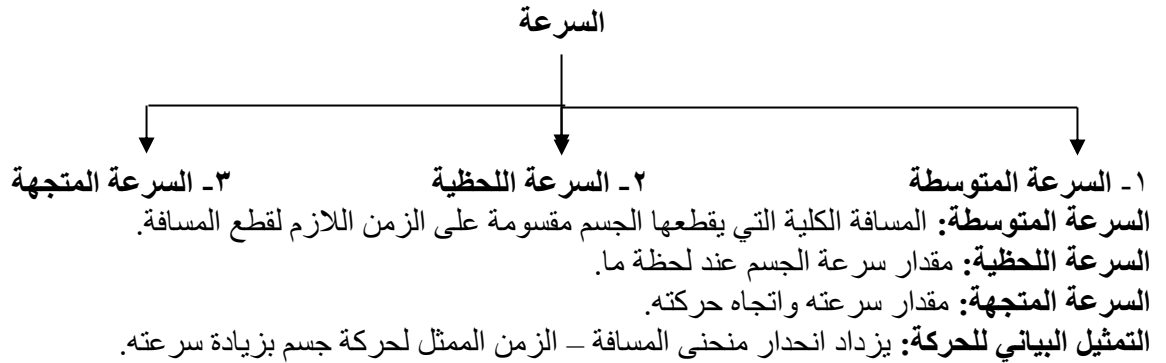 السرعة
١- السرعة المتوسطة ٢- السرعة اللحظية ٣- السرعة المتجهة
السرعة المتوسطة: المسافة الكلية التي يقطعها الجسم مقسومة على الزمن اللازم لقطع المسافة.
السرعة اللحظية: مقدار سرعة الجسم عند لحظة ما.
السرعة المتجهة: مقدار سرعته واتجاه حركته.
التمثيل البياني للحركة: يزداد انحدار منحنى المسافة – الزمن الممثل لحركة جسم بزيادة سرعته.